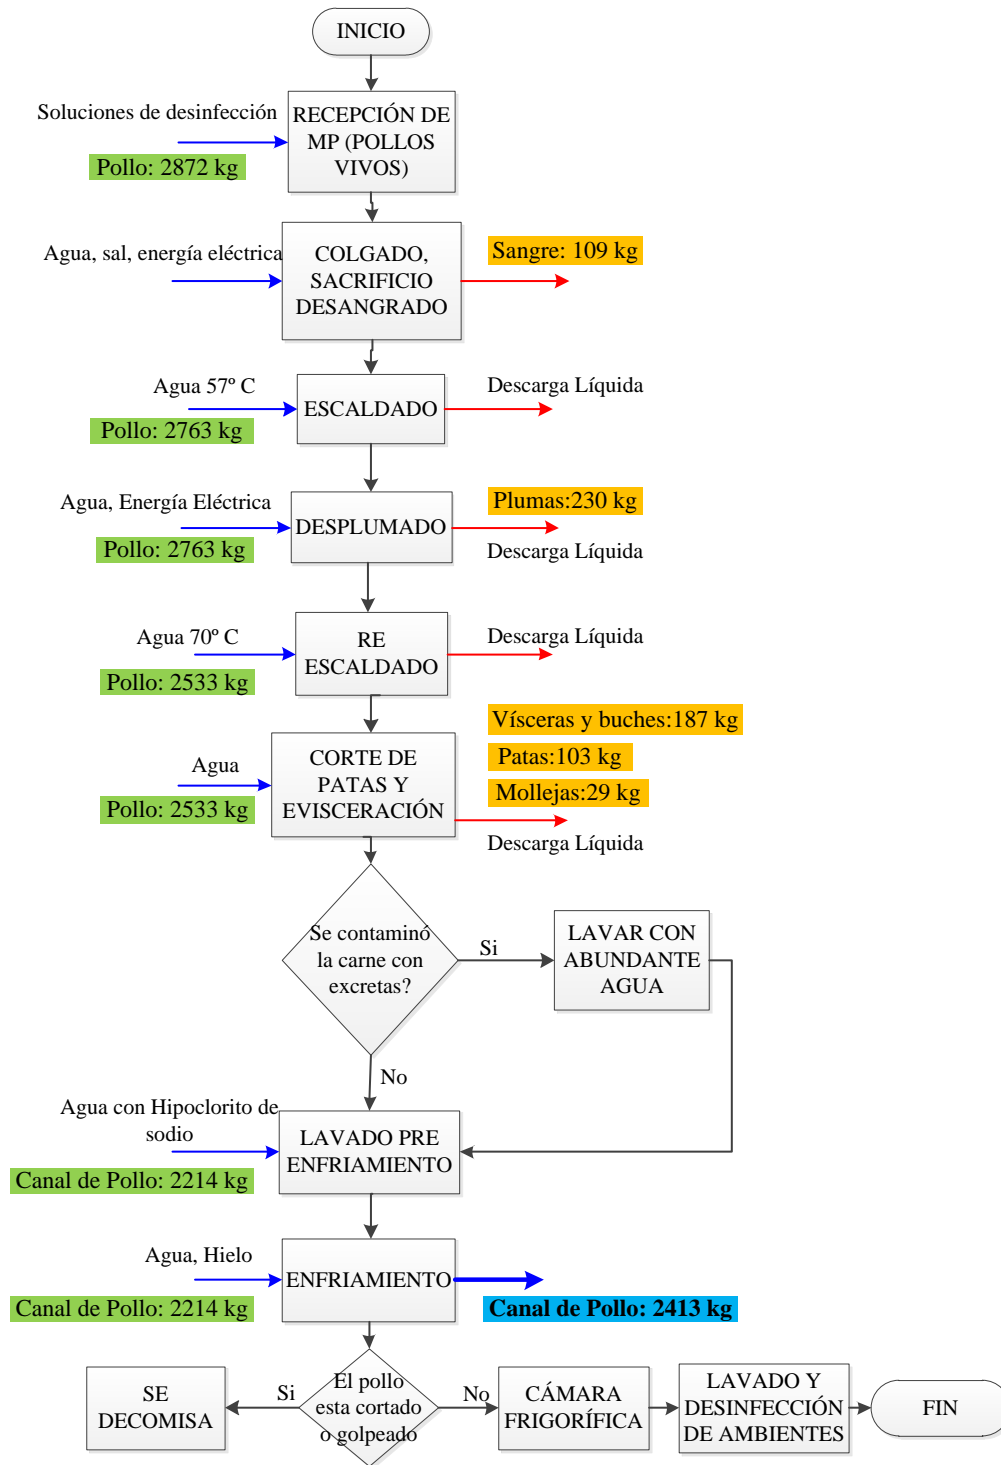 INICIO
Soluciones de desinfección
Pollo: 2872 kg
RECEPCIÓN DE
MP (POLLOS
VIVOS)
Agua, sal, energía eléctrica
COLGADO,
SACRIFICIO
DESANGRADO
Sangre: 109 kg
Agua 57º C
Pollo: 2763 kg
ESCALDADO
Descarga Líquida
Agua, Energía Eléctrica
Pollo: 2763 kg
DESPLUMADO
Plumas:230 kg
Descarga Líquida
Agua 70º C
Pollo: 2533 kg
RE
ESCALDADO
Descarga Líquida
Agua
Pollo: 2533 kg
CORTE DE
PATAS Y
EVISCERACIÓN
Vísceras y buches:187 kg
Patas:103 kg
Mollejas:29 kg
Descarga Líquida
Se contaminó
la carne con
excretas?
Si
LAVAR CON
ABUNDANTE
AGUA
No
Agua con Hipoclorito de
sodio
Canal de Pollo: 2214 kg
LAVADO PRE
ENFRIAMIENTO
Agua, Hielo
Canal de Pollo: 2214 kg
ENFRIAMIENTO
Canal de Pollo: 2413 kg
SE
DECOMISA
Si
El pollo
esta cortado
o golpeado
No
CÁMARA
FRIGORÍFICA
LAVADO Y
DESINFECCIÓN
DE AMBIENTES
FIN